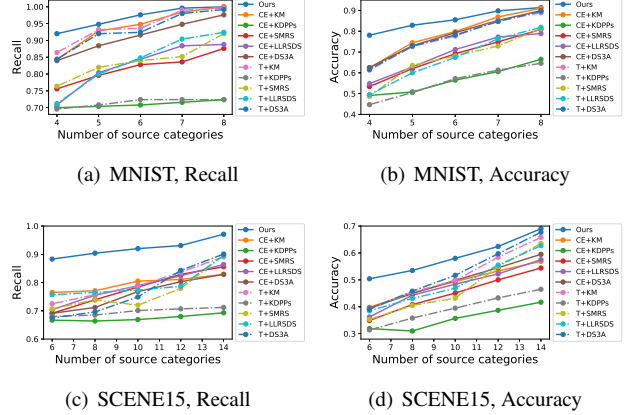 1.00
0.95
0.90
0.85
0.80
0.75
0.70
Recall
4 5 6 7 8
Number of source categories
Ours
CE+KM
CE+KDPPs
CE+SMRS
CE+LLRSDS
CE+DS3A
T+KM
T+KDPPs
T+SMRS
T+LLRSDS
T+DS3A
(a) MNIST, Recall
0.9
0.8
0.7
0.6
0.5
0.4
Accuracy
4 5 6 7 8
Number of source categories
Ours
CE+KM
CE+KDPPs
CE+SMRS
CE+LLRSDS
CE+DS3A
T+KM
T+KDPPs
T+SMRS
T+LLRSDS
T+DS3A
(b) MNIST, Accuracy
1.0
0.9
0.8
0.7
0.6
Recall
6 7 8 9 10 11 12 13 14
Number of source categories
Ours
CE+KM
CE+KDPPs
CE+SMRS
CE+LLRSDS
CE+DS3A
T+KM
T+KDPPs
T+SMRS
T+LLRSDS
T+DS3A
(c) SCENE15, Recall
0.7
0.6
0.5
0.4
0.3
Accuracy
6 7 8 9 10 11 12 13 14
Number of source categories
Ours
CE+KM
CE+KDPPs
CE+SMRS
CE+LLRSDS
CE+DS3A
T+KM
T+KDPPs
T+SMRS
T+LLRSDS
T+DS3A
(d) SCENE15, Accuracy